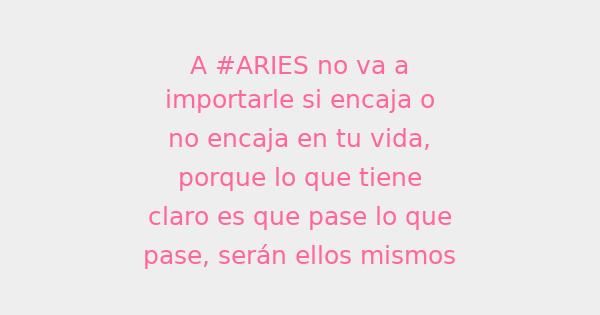 A #ARIES no va a
importarle si encaja o
no encaja en tu vida,
porque lo que tiene
claro es que pase lo que
pase, serán ellos mismos